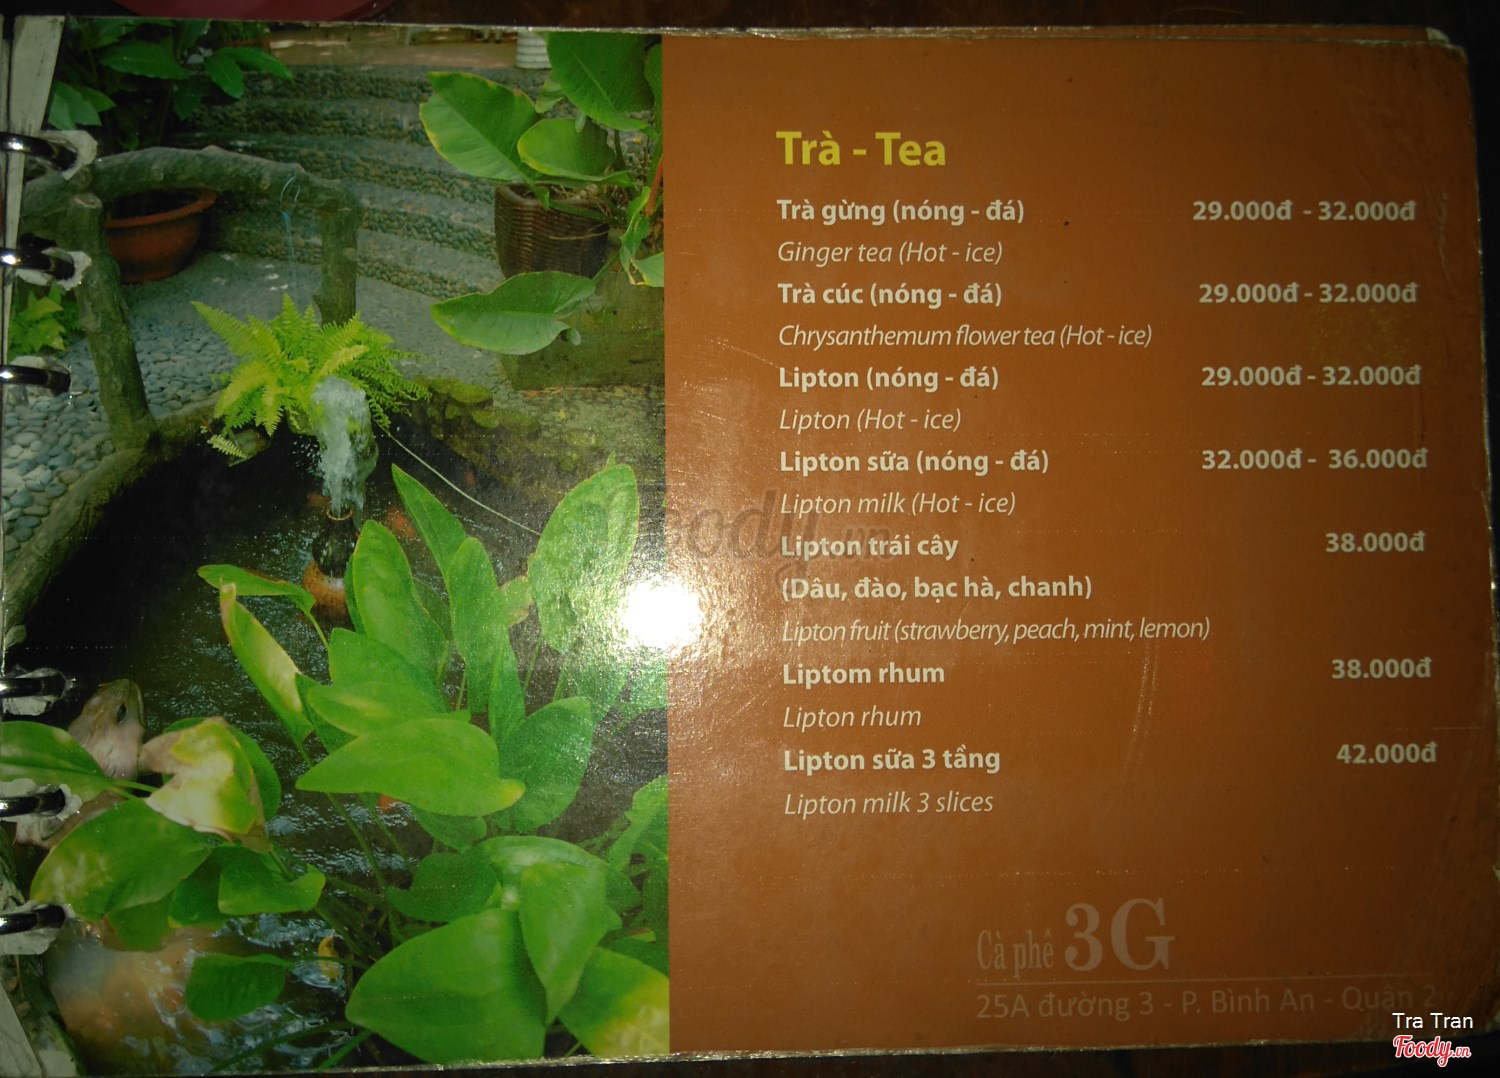 Trà - Tea
Trà gừng (nóng - đá) 29.000đ - 32.000đ
Ginger tea (Hot - ice)
Trà cúc (nóng - đá) 29.000đ - 32.000đ
Chrysanthemum flower tea (Hot - ice)
Lipton (nóng - đá) 29.000đ - 32.000đ
Lipton (Hot - ice)
Lipton sữa (nóng - đá) 32.000đ - 36.000đ
Lipton milk (Hot - ice)
Lipton trái cây 38.000đ
(Dâu, đào, bạc hà, chanh)
Lipton fruit (strawberry, peach, mint, lemon)
Liptom rhum 38.000đ
Lipton rhum
Lipton sữa 3 tầng 42.000đ
Lipton milk 3 slices
Cà phê 3G
25A đường 3 - P. Bình An - Quận 2
Foody.vn
Tra Tran
Foody.vn